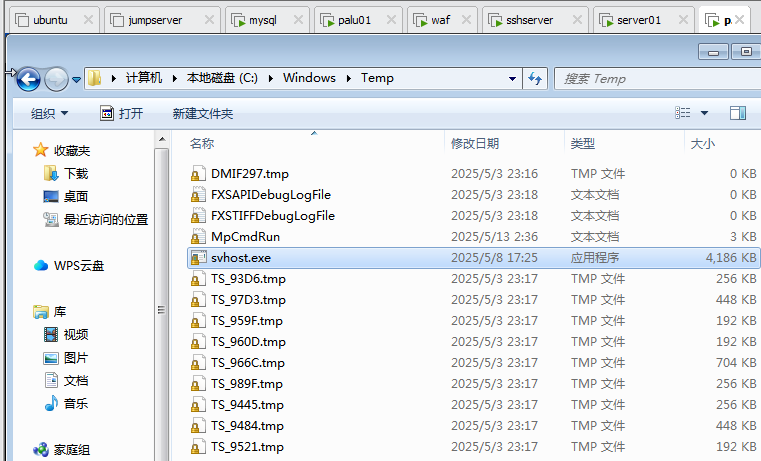 ubuntu jumpserver mysql palu01 waf sshserver server01 p
计算机 本地磁盘 (C:) Windows Temp 搜索 Temp
组织 打开 新建文件夹
收藏夹
下载
桌面
最近访问的位置
WPS云盘
库
视频
图片
文档
音乐
家庭组
名称 修改日期 类型 大小
DMIF297.tmp 2025/5/3 23:16 TMP 文件 0 KB
FXSAPIDebugLogFile 2025/5/3 23:18 文本文档 0 KB
FXSTIFFDebugLogFile 2025/5/3 23:18 文本文档 0 KB
MpCmdRun 2025/5/13 2:36 文本文档 3 KB
svhost.exe 2025/5/8 17:25 应用程序 4,186 KB
TS_93D6.tmp 2025/5/3 23:17 TMP 文件 256 KB
TS_97D3.tmp 2025/5/3 23:17 TMP 文件 448 KB
TS_959F.tmp 2025/5/3 23:17 TMP 文件 192 KB
TS_960D.tmp 2025/5/3 23:17 TMP 文件 192 KB
TS_966C.tmp 2025/5/3 23:17 TMP 文件 704 KB
TS_989F.tmp 2025/5/3 23:17 TMP 文件 256 KB
TS_9445.tmp 2025/5/3 23:17 TMP 文件 256 KB
TS_9484.tmp 2025/5/3 23:17 TMP 文件 448 KB
TS_9521.tmp 2025/5/3 23:17 TMP 文件 192 KB